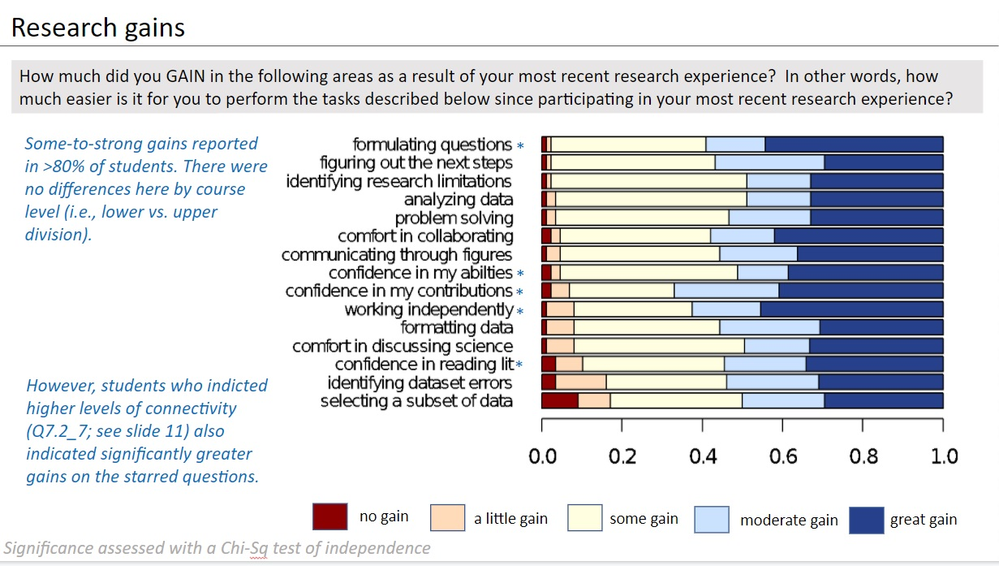 Research gains
How much did you GAIN in the following areas as a result of your most recent research experience?  In other words, how
much easier is it for you to perform the tasks described below since participating in your most recent research experience?
Some-to-strong gains reported
in >80% of students. There were
no differences here by course
level (i.e., lower vs. upper
division).
However, students who indicted
higher levels of connectivity
(Q7.2_7; see slide 11) also
indicated significantly greater
gains on the starred questions.
formulating questions *
figuring out the next steps
identifying research limitations
analyzing data
problem solving
comfort in collaborating
communicating through figures
confidence in my abilties *
confidence in my contributions *
working independently *
formatting data
comfort in discussing science
confidence in reading lit*
identifying dataset errors
selecting a subset of data
0.0 0.2 0.4 0.6 0.8 1.0
no gain a little gain some gain moderate gain great gain
Significance assessed with a Chi-Sq test of independence